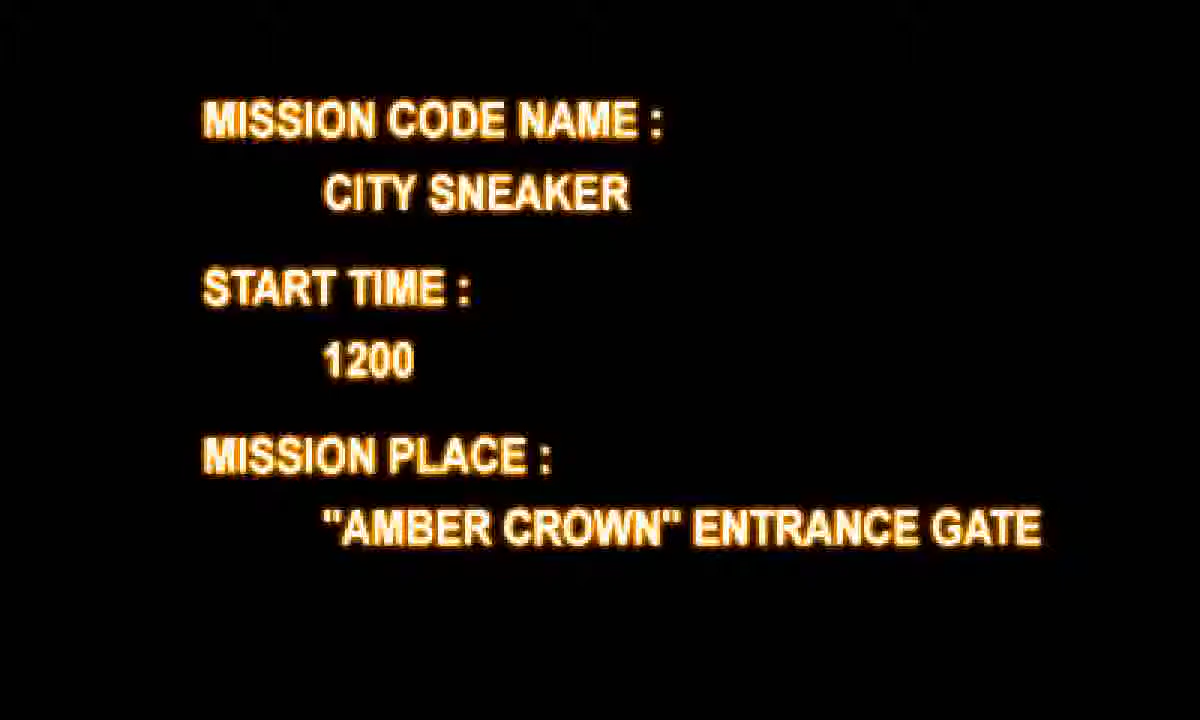 MISSION CODE NAME :
CITY SNEAKER
START TIME :
1200
MISSION PLACE :
"AMBER CROWN" ENTRANCE GATE